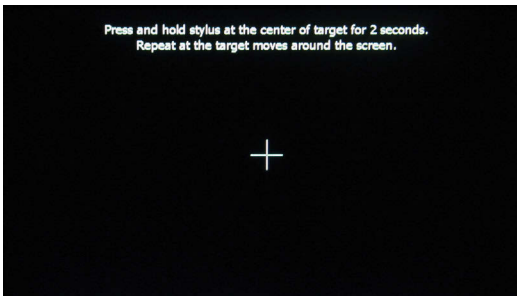 Press and hold stylus at the center of target for 2 seconds.
Repeat at the target moves around the screen.